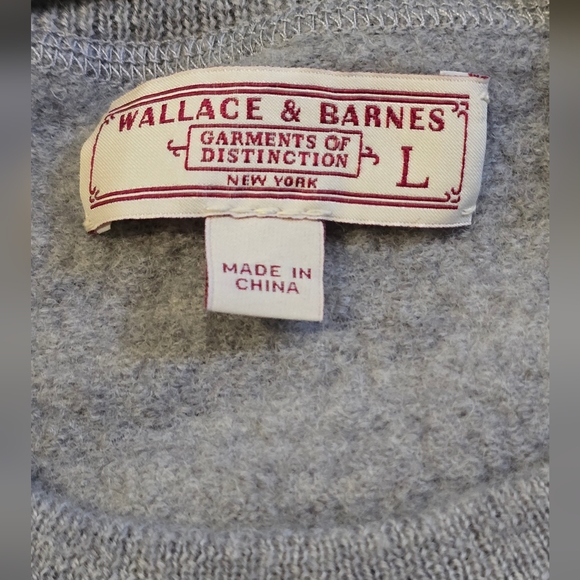 WALLACE & BARNES
GARMENTS OF
DISTINCTION
L
NEW YORK
MADE IN
CHINA